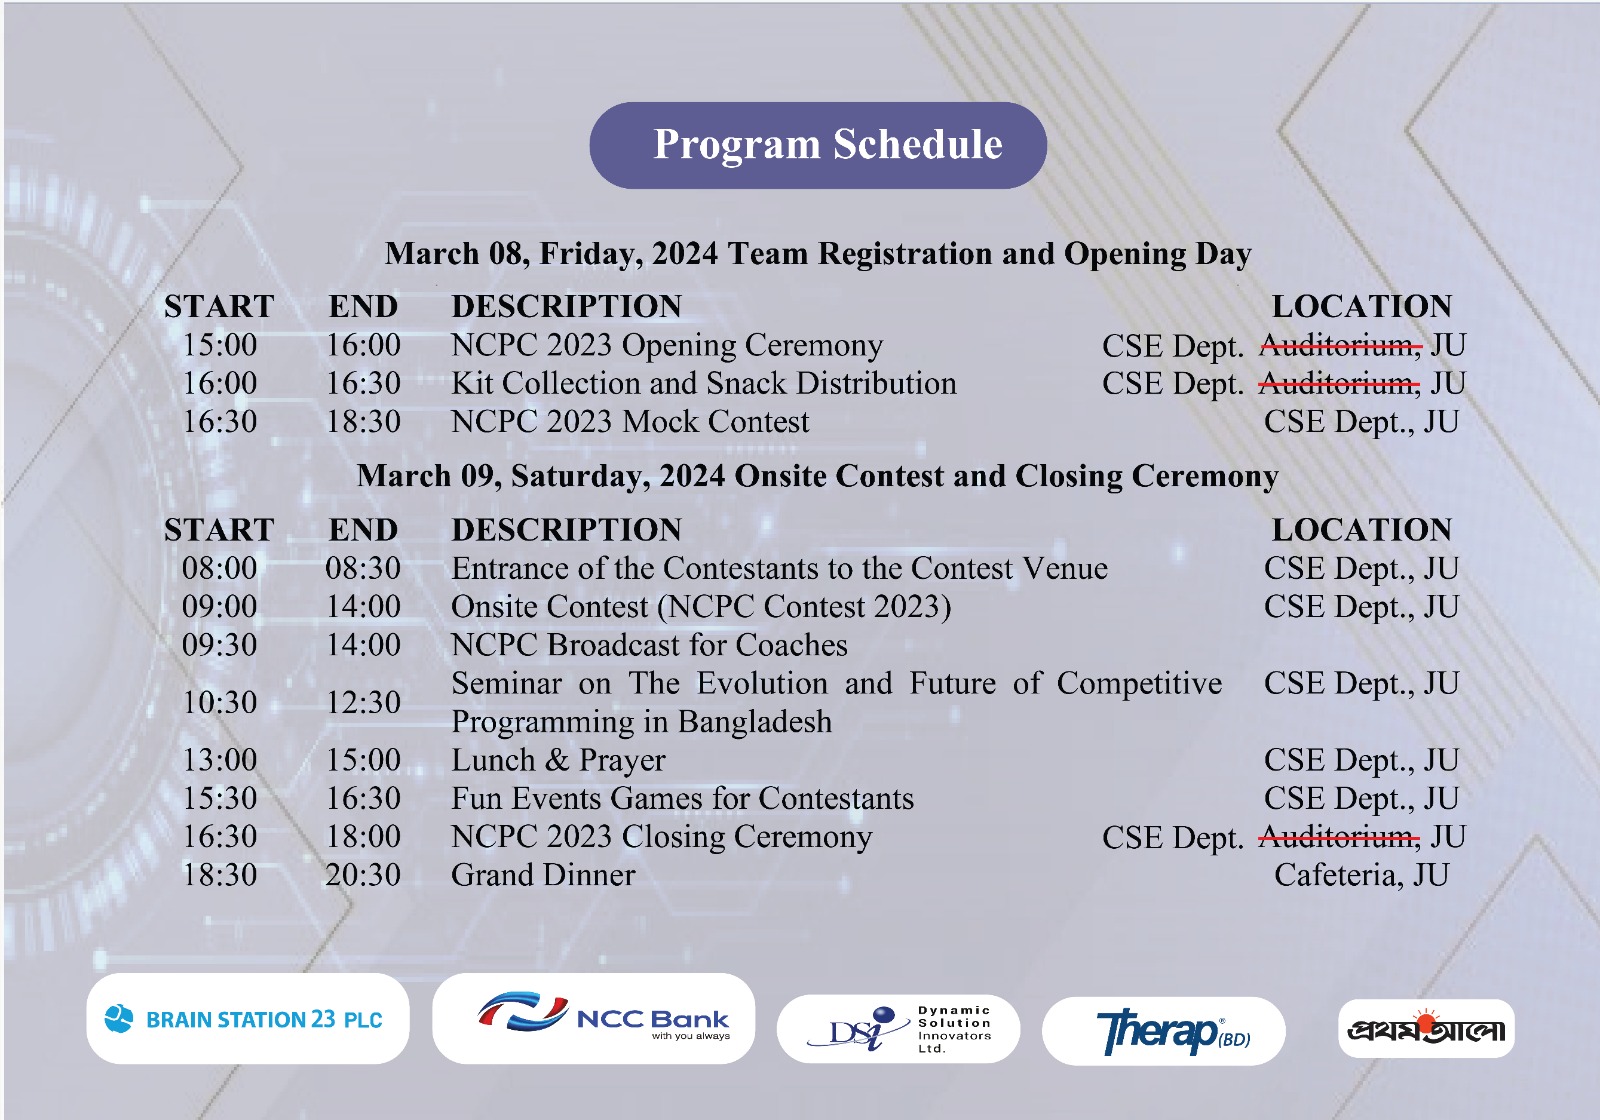 Program Schedule
March 08, Friday, 2024 Team Registration and Opening Day
START END DESCRIPTION LOCATION
15:00 16:00 NCPC 2023 Opening Ceremony CSE Dept. Auditorium, JU
16:00 16:30 Kit Collection and Snack Distribution CSE Dept. Auditorium, JU
16:30 18:30 NCPC 2023 Mock Contest CSE Dept., JU
March 09, Saturday, 2024 Onsite Contest and Closing Ceremony
START END DESCRIPTION LOCATION
08:00 08:30 Entrance of the Contestants to the Contest Venue CSE Dept., JU
09:00 14:00 Onsite Contest (NCPC Contest 2023) CSE Dept., JU
09:30 14:00 NCPC Broadcast for Coaches
10:30 12:30 Seminar on The Evolution and Future of Competitive CSE Dept., JU
Programming in Bangladesh
13:00 15:00 Lunch & Prayer CSE Dept., JU
15:30 16:30 Fun Events Games for Contestants CSE Dept., JU
16:30 18:00 NCPC 2023 Closing Ceremony CSE Dept. Auditorium, JU
18:30 20:30 Grand Dinner Cafeteria, JU
BRAIN STATION 23 PLC
NCC Bank
with you always
DSi
Dynamic
Solution
Innovators
Ltd.
Therap® (BD)
প্রথম আলো